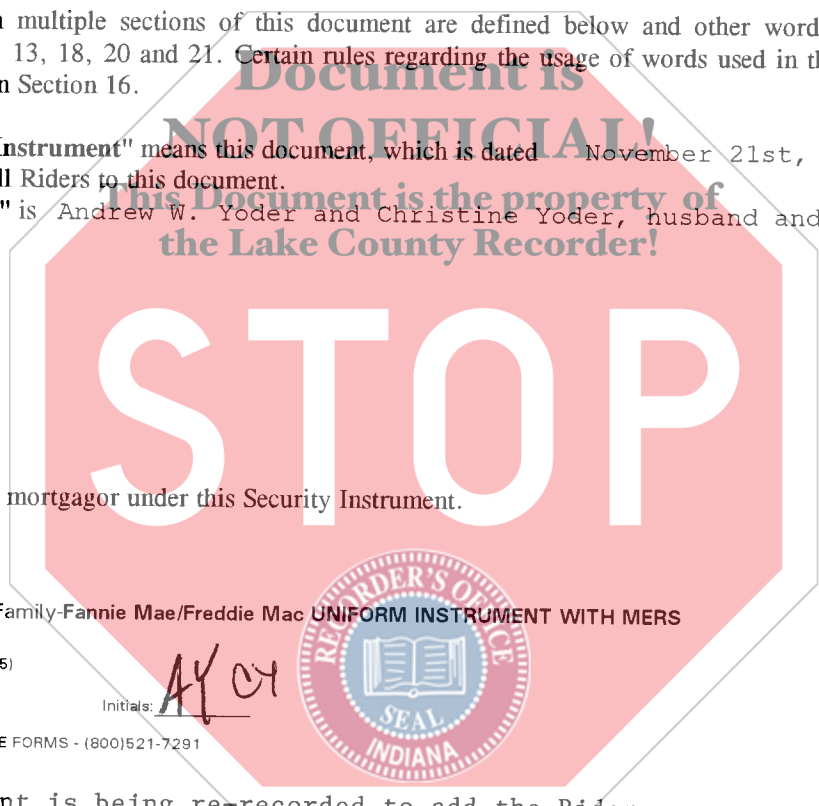 multiple sections of this document are defined below and other word
13, 18, 20 and 21. Certain rules regarding the usage of words used in th
n Section 16.
Document is
NOT OFFICIAL!
Instrument" means this document, which is dated November 21st,
ll Riders to this document.
This Document is the property of
" is Andrew W. Yoder and Christine Yoder, husband and
the Lake County Recorder!
STOP
mortgagor under this Security Instrument.
Family-Fannie Mae/Freddie Mac UNIFORM INSTRUMENT WITH MERS
5)
Initials: AY CY
E FORMS - (800)521-7291
RECORDER'S OFFICE
SEAL
INDIANA
nt is being re-recorded to add the Rider